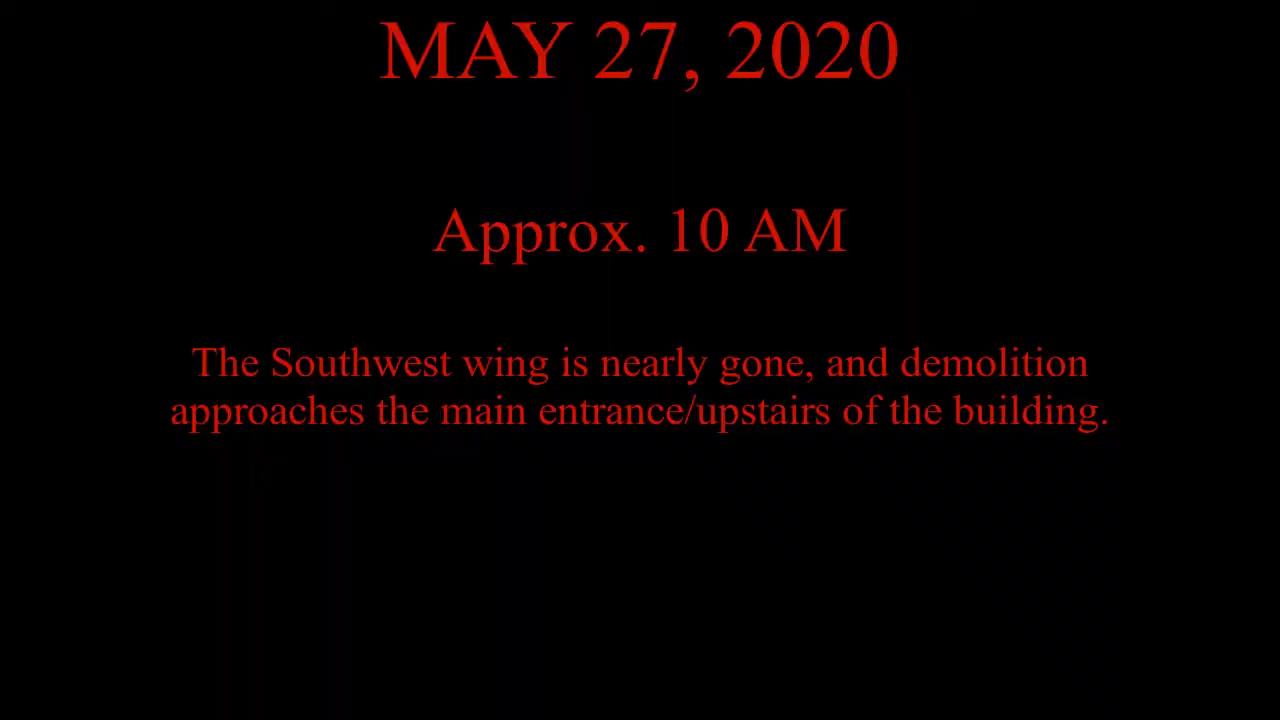 MAY 27, 2020
Approx. 10 AM
The Southwest wing is nearly gone, and demolition
approaches the main entrance/upstairs of the building.